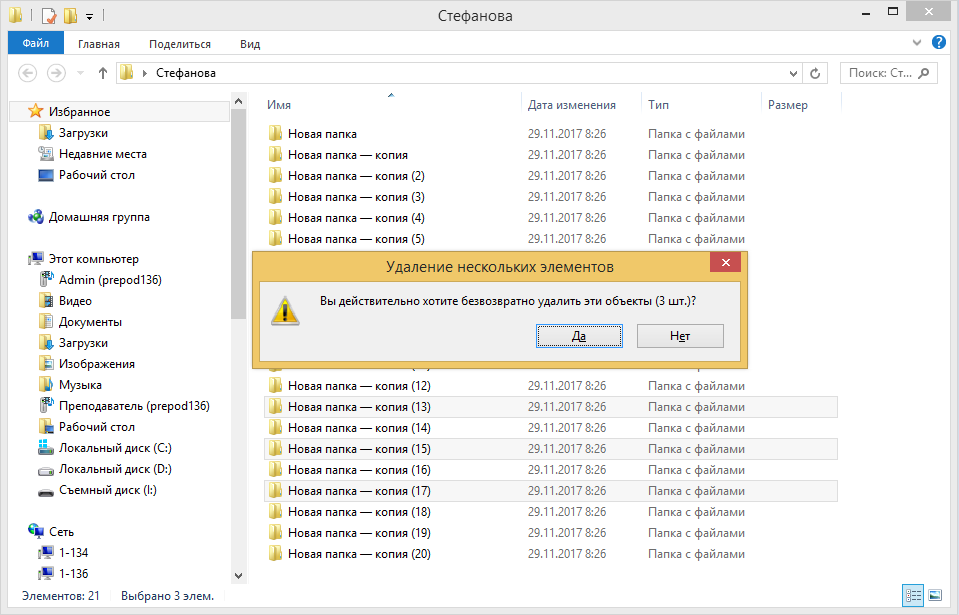 Стефанова
Файл Главная Поделиться Вид
Стефанова Поиск: Ст...
Имя Дата изменения Тип Размер
Избранное
Загрузки
Недавние места
Рабочий стол
Домашняя группа
Этот компьютер
Admin (prepod136)
Видео
Документы
Загрузки
Изображения
Музыка
Преподаватель (prepod136)
Рабочий стол
Локальный диск (C:)
Локальный диск (D:)
Съемный диск (I:)
Сеть
1-134
1-136
Новая папка 29.11.2017 8:26 Папка с файлами
Новая папка — копия 29.11.2017 8:26 Папка с файлами
Новая папка — копия (2) 29.11.2017 8:26 Папка с файлами
Новая папка — копия (3) 29.11.2017 8:26 Папка с файлами
Новая папка — копия (4) 29.11.2017 8:26 Папка с файлами
Новая папка — копия (5) 29.11.2017 8:26 Папка с файлами
Удаление нескольких элементов
Вы действительно хотите безвозвратно удалить эти объекты (3 шт.)?
Да Нет
Новая папка — копия (12) 29.11.2017 8:26 Папка с файлами
Новая папка — копия (13) 29.11.2017 8:26 Папка с файлами
Новая папка — копия (14) 29.11.2017 8:26 Папка с файлами
Новая папка — копия (15) 29.11.2017 8:26 Папка с файлами
Новая папка — копия (16) 29.11.2017 8:26 Папка с файлами
Новая папка — копия (17) 29.11.2017 8:26 Папка с файлами
Новая папка — копия (18) 29.11.2017 8:26 Папка с файлами
Новая папка — копия (19) 29.11.2017 8:26 Папка с файлами
Новая папка — копия (20) 29.11.2017 8:26 Папка с файлами
Элементов: 21 Выбрано 3 элем.